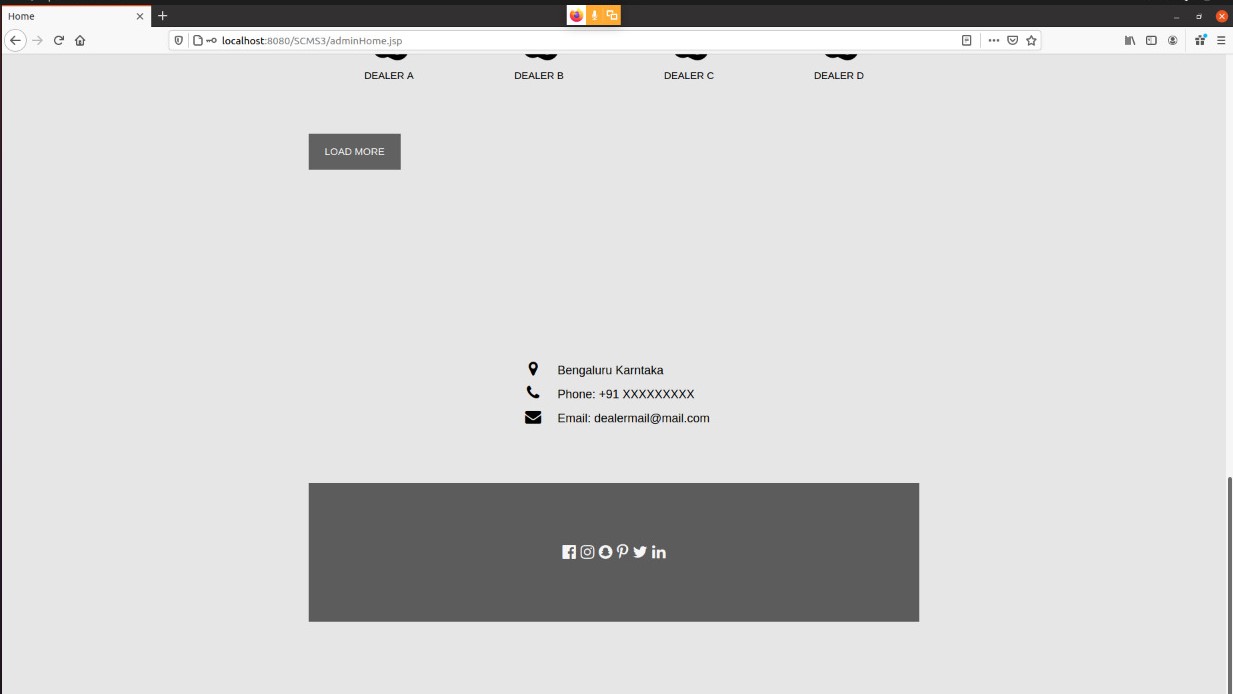 Home
localhost:8080/SCMS3/adminHome.jsp
DEALER A DEALER B DEALER C DEALER D
LOAD MORE
Bengaluru Karntaka
Phone: +91 XXXXXXXXX
Email: dealermail@mail.com